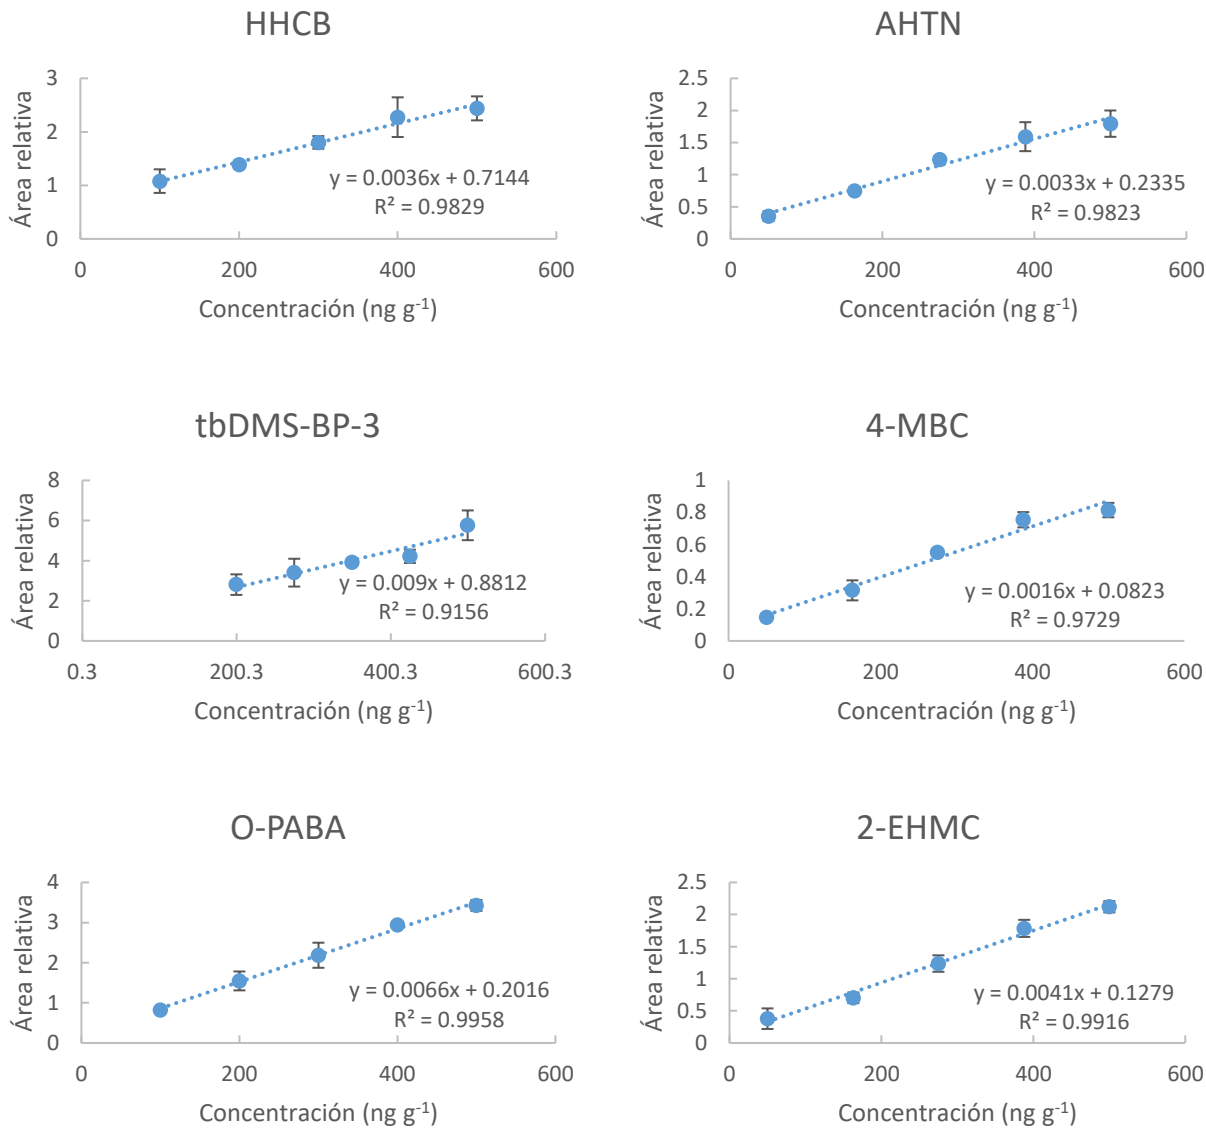 HHCB
Área relativa
3
2
1
0
y = 0.0036x + 0.7144
R² = 0.9829
0 200 400 600
Concentración (ng g⁻¹)
AHTN
Área relativa
2.5
2
1.5
1
0.5
0
y = 0.0033x + 0.2335
R² = 0.9823
0 200 400 600
Concentración (ng g⁻¹)
tbDMS-BP-3
Área relativa
8
6
4
2
0
y = 0.009x + 0.8812
R² = 0.9156
0.3 200.3 400.3 600.3
Concentración (ng g⁻¹)
4-MBC
Área relativa
1
0.8
0.6
0.4
0.2
0
y = 0.0016x + 0.0823
R² = 0.9729
0 200 400 600
Concentración (ng g⁻¹)
O-PABA
Área relativa
4
3
2
1
0
y = 0.0066x + 0.2016
R² = 0.9958
0 200 400 600
Concentración (ng g⁻¹)
2-EHMC
Área relativa
2.5
2
1.5
1
0.5
0
y = 0.0041x + 0.1279
R² = 0.9916
0 200 400 600
Concentración (ng g⁻¹)